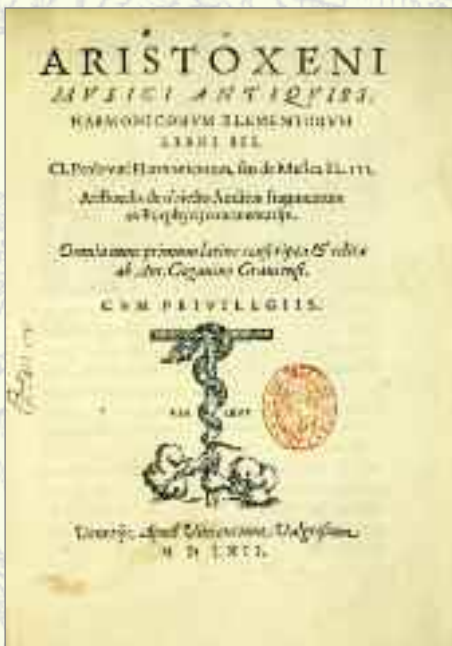 ARISTOXENI
MVSICI ANTIQVISS.
HARMONICORVM ELEMENTORVM
LIBRI III.
Cl. Ptolemaei Harmonicorum, seu de Musica Lib. III.
Aristotelis de obiecto Auditus fragmentum
ex Porphyrij commentarijs.
Omnia nunc primum latine conscripta & edita
ab Ant. Gogauino Grauiensi.
CVM PRIVILEGIIS.
Venetijs, Apud Vincentium Valgrisium.
M D LXII.